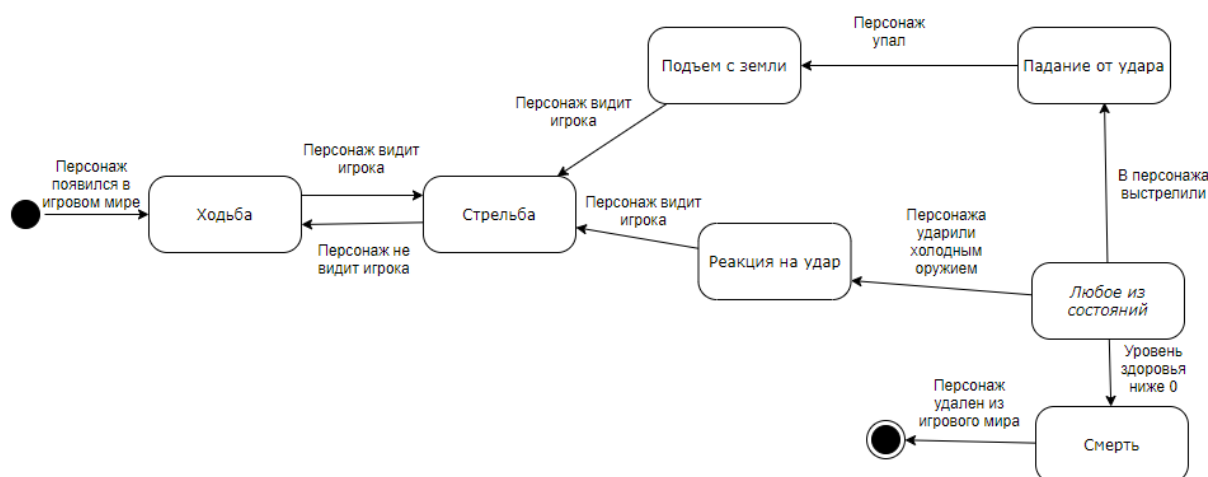 Персонаж
упал
Подъем с земли
Падание от удара
Персонаж видит
игрока
Персонаж
появился в
игровом мире
Персонаж видит
игрока
В персонажа
выстрелили
Ходьба
Стрельба
Персонаж видит
игрока
Персонажа
ударили
холодным
оружием
Персонаж не
видит игрока
Реакция на удар
Любое из
состояний
Уровень
здоровья
ниже 0
Персонаж
удален из
игрового мира
Смерть